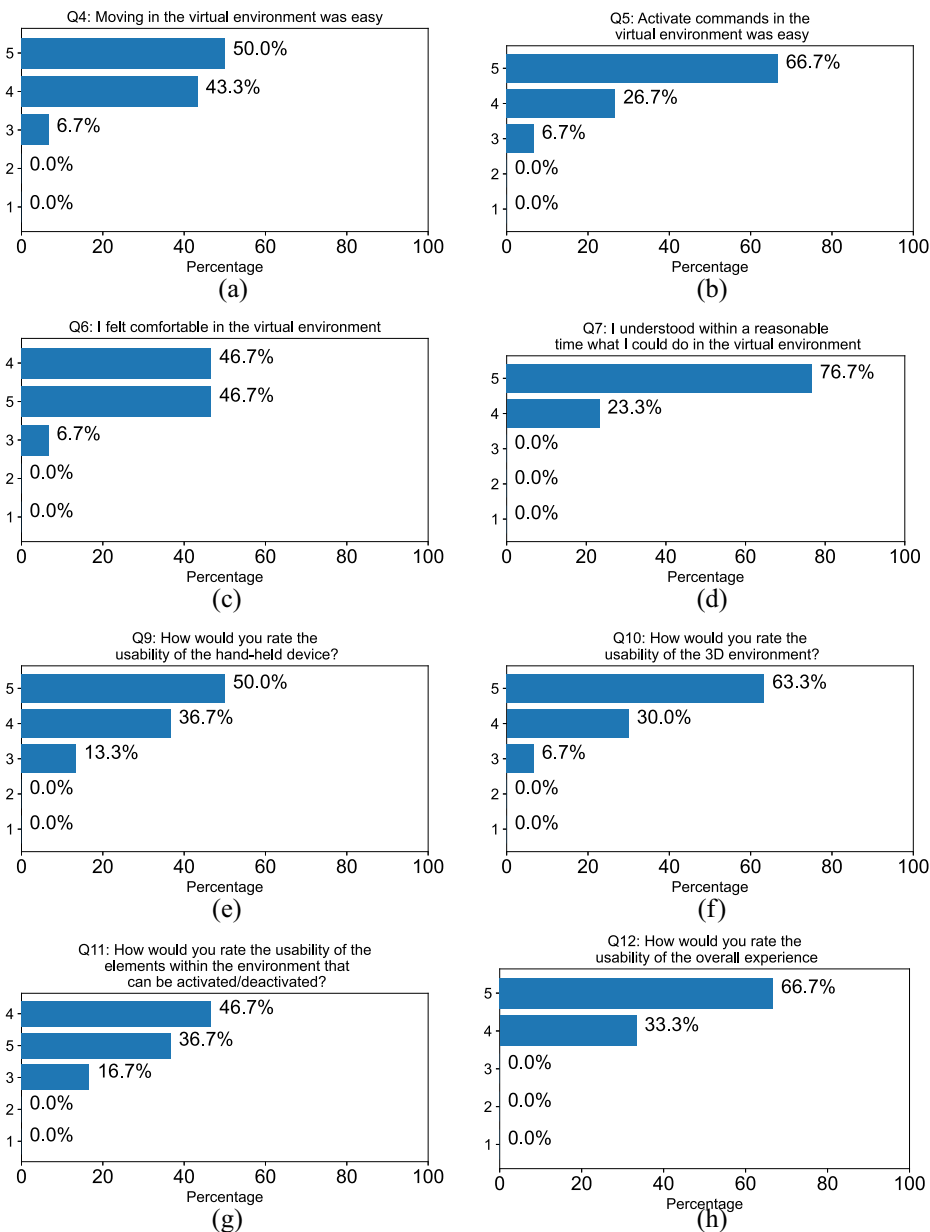 Q4: Moving in the virtual environment was easy
5
50.0%
4
43.3%
3
6.7%
2
0.0%
1
0.0%
0 20 40 60 80 100
Percentage
(a)
Q5: Activate commands in the
virtual environment was easy
5
66.7%
4
26.7%
3
6.7%
2
0.0%
1
0.0%
0 20 40 60 80 100
Percentage
(b)
Q6: I felt comfortable in the virtual environment
4
46.7%
5
46.7%
3
6.7%
2
0.0%
1
0.0%
0 20 40 60 80 100
Percentage
(c)
Q7: I understood within a reasonable
time what I could do in the virtual environment
5
76.7%
4
23.3%
3
0.0%
2
0.0%
1
0.0%
0 20 40 60 80 100
Percentage
(d)
Q9: How would you rate the
usability of the hand-held device?
5
50.0%
4
36.7%
3
13.3%
2
0.0%
1
0.0%
0 20 40 60 80 100
Percentage
(e)
Q10: How would you rate the
usability of the 3D environment?
5
63.3%
4
30.0%
3
6.7%
2
0.0%
1
0.0%
0 20 40 60 80 100
Percentage
(f)
Q11: How would you rate the usability of the
elements within the environment that
can be activated/deactivated?
4
46.7%
5
36.7%
3
16.7%
2
0.0%
1
0.0%
0 20 40 60 80 100
Percentage
(g)
Q12: How would you rate the
usability of the overall experience
5
66.7%
4
33.3%
3
0.0%
2
0.0%
1
0.0%
0 20 40 60 80 100
Percentage
(h)